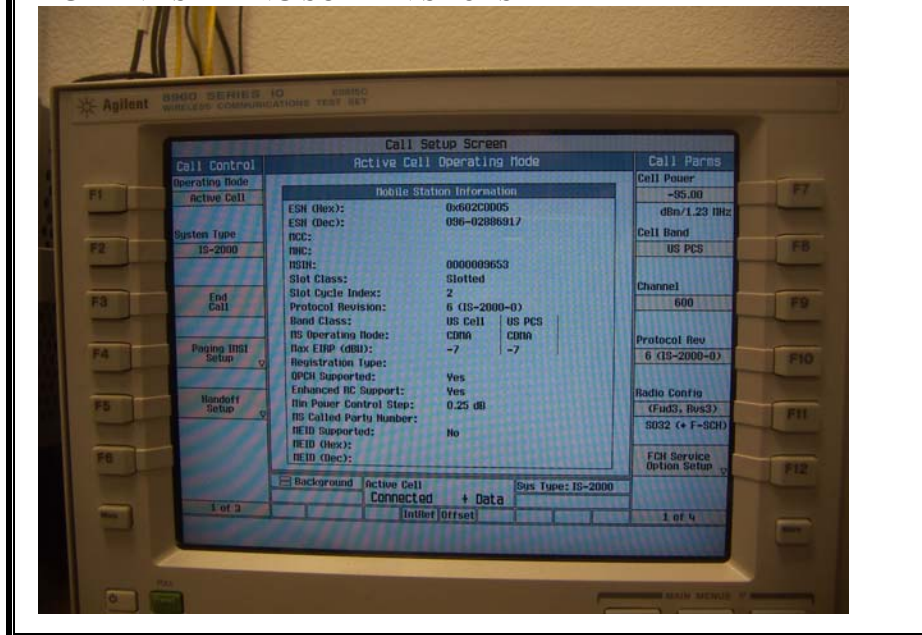 Agilent 8960 SERIES 10 E5515C
WIRELESS COMMUNICATIONS TEST SET
Call Setup Screen
Call Control
Active Cell Operating Mode
Call Parms
Operating Mode
Active Cell
System Type
IS-2000
End
Call
Paging IMSI
Setup
Handoff
Setup
1 of 3
Mobile Station Information
ESN (Hex): 0x602C0005
ESN (Dec): 096-02886917
MCC:
MNC:
MSIN: 0000009653
Slot Class: Slotted
Slot Cycle Index: 2
Protocol Revision: 6 (IS-2000-0)
Band Class: US Cell US PCS
MS Operating Mode: CDMA CDMA
Max EIRP (dBW): -7 -7
Registration Type:
QPCH Supported: Yes
Enhanced RC Support: Yes
Min Power Control Step: 0.25 dB
MS Called Party Number:
MEID Supported: No
MEID (Hex):
MEID (Dec):
Background
Active Cell
Connected + Data
Sys Type: IS-2000
IntRef Offset
Cell Power
-95.00
dBm/1.23 MHz
Cell Band
US PCS
Channel
600
Protocol Rev
6 (IS-2000-0)
Radio Config
(Fwd3, Rvs3)
SO32 (+ F-SCH)
FCH Service
Option Setup
1 of 4
F1
F2
F3
F4
F5
F6
More
F7
F8
F9
F10
F11
F12
More
MAIN MENUS